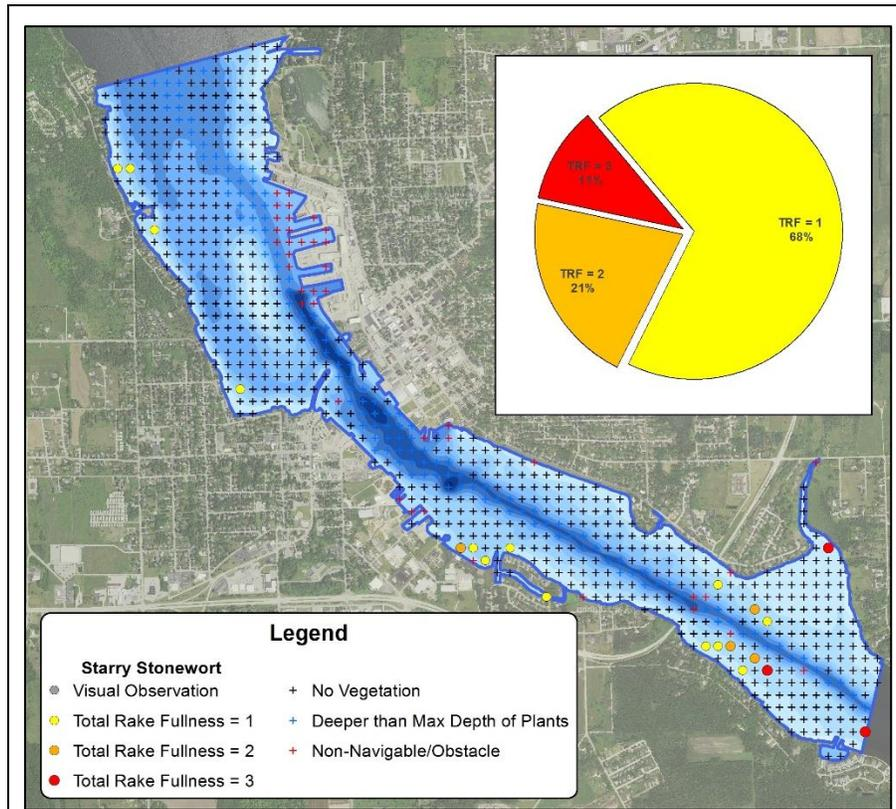 TRF = 3
11%
TRF = 1
68%
TRF = 2
21%
Legend
Starry Stonewort
Visual Observation
Total Rake Fullness = 1
Total Rake Fullness = 2
Total Rake Fullness = 3
No Vegetation
Deeper than Max Depth of Plants
Non-Navigable/Obstacle